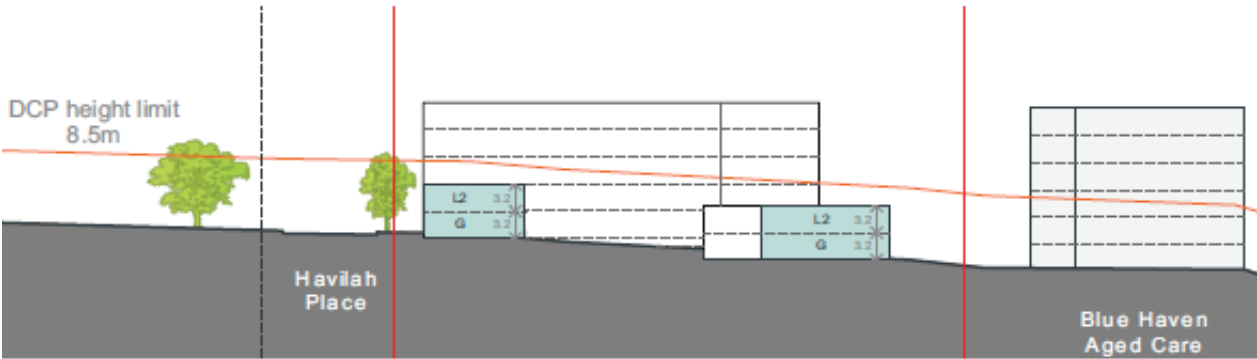 DCP height limit
8.5m
L2 3.2
G 3.2
L2 3.2
G 3.2
Havilah
Place
Blue Haven
Aged Care